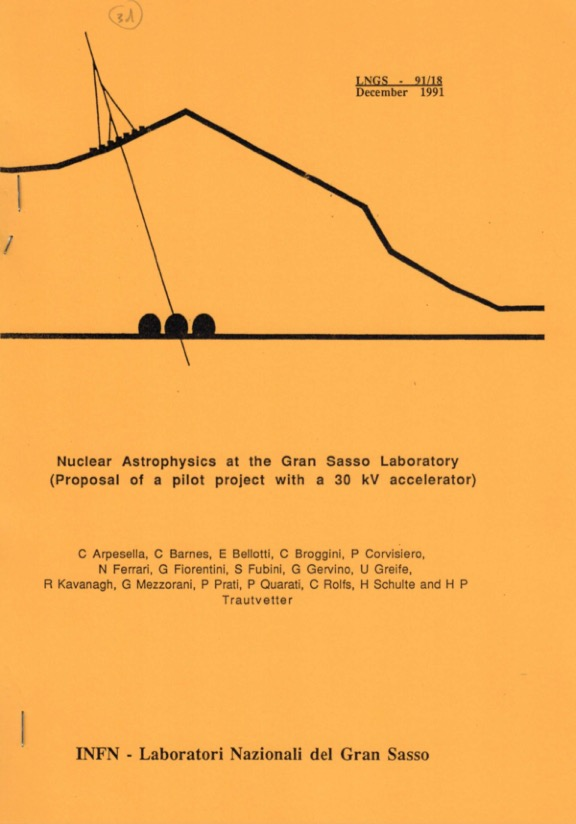 3d
LNGS - 91/18
December 1991
Nuclear Astrophysics at the Gran Sasso Laboratory
(Proposal of a pilot project with a 30 kV accelerator)
C Arpesella, C Barnes, E Bellotti, C Broggini, P Corvisiero,
N Ferrari, G Fiorentini, S Fubini, G Gervino, U Greife,
R Kavanagh, G Mezzorani, P Prati, P Quarati, C Rolfs, H Schulte and H P
Trautvetter
INFN - Laboratori Nazionali del Gran Sasso